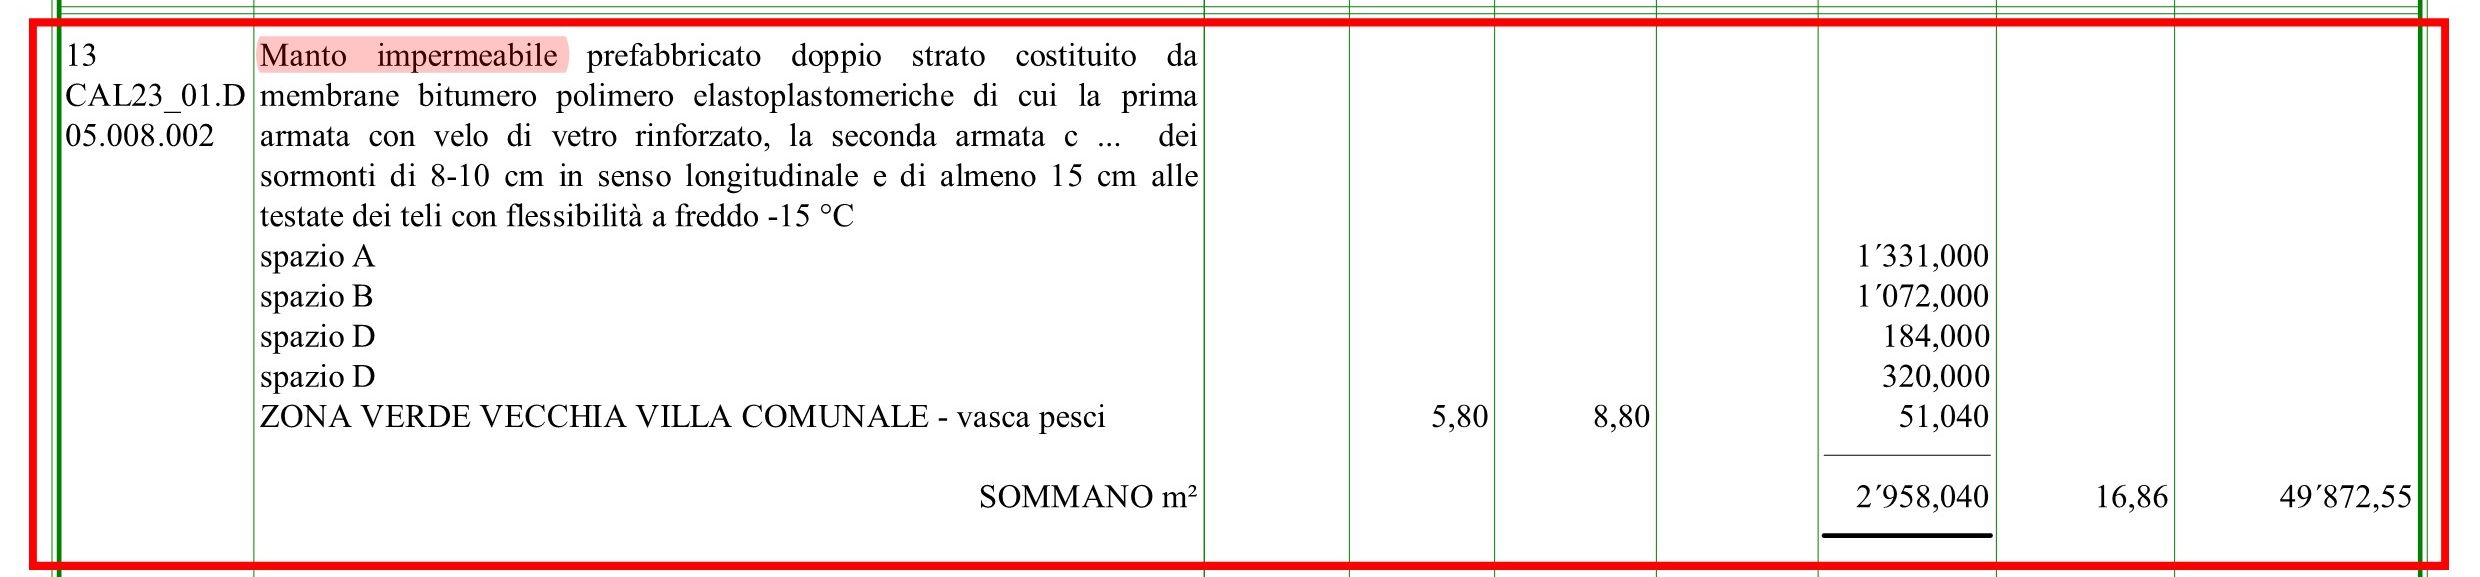 13 Manto impermeabile prefabbricato doppio strato costituito da
CAL23_01.D membrane bitumero polimero elastoplastomeriche di cui la prima
05.008.002 armata con velo di vetro rinforzato, la seconda armata c ... dei
sormonti di 8-10 cm in senso longitudinale e di almeno 15 cm alle
testate dei teli con flessibilità a freddo -15 °C
spazio A 1´331,000
spazio B 1´072,000
spazio D 184,000
spazio D 320,000
ZONA VERDE VECCHIA VILLA COMUNALE - vasca pesci 5,80 8,80 51,040
SOMMANO m² 2´958,040 16,86 49´872,55